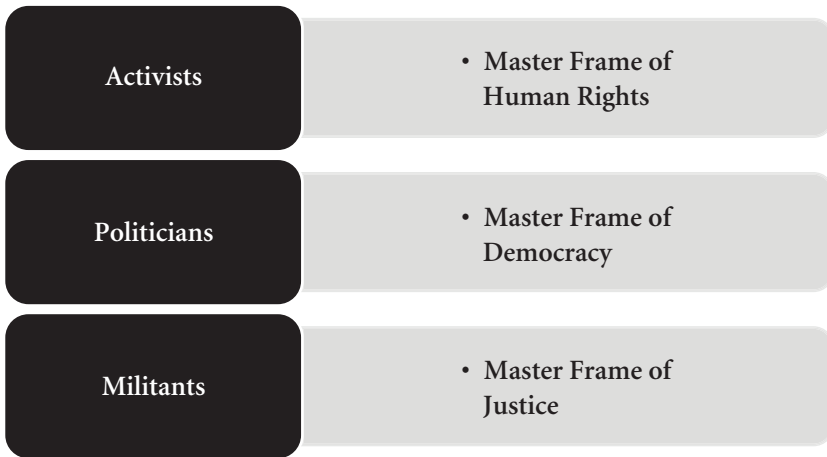 Activists
• Master Frame of
Human Rights
Politicians
• Master Frame of
Democracy
Militants
• Master Frame of
Justice